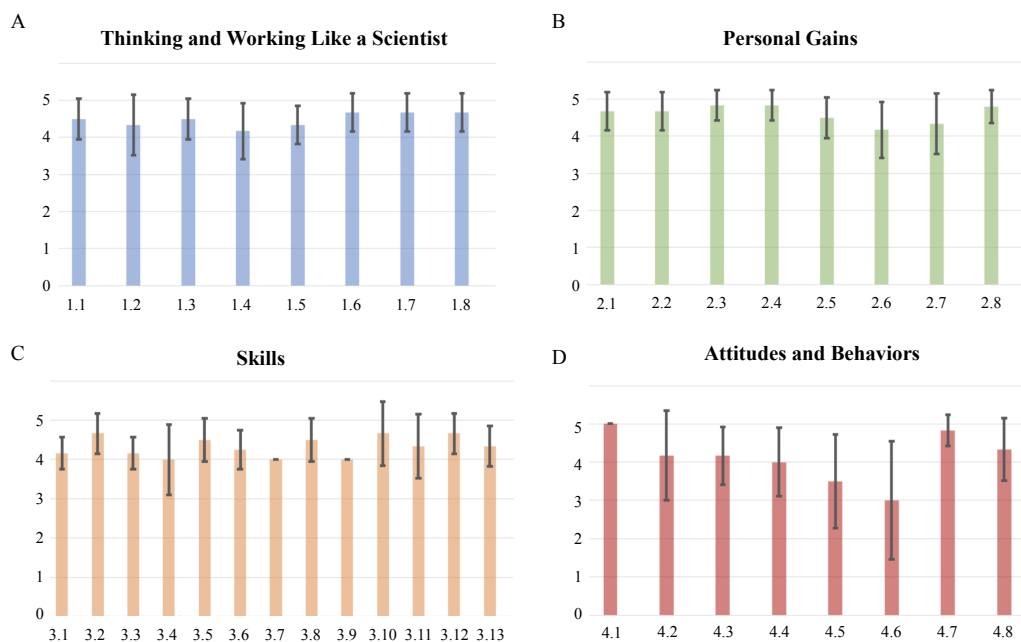 A
Thinking and Working Like a Scientist
5
4
3
2
1
0
1.1 1.2 1.3 1.4 1.5 1.6 1.7 1.8
B
Personal Gains
5
4
3
2
1
0
2.1 2.2 2.3 2.4 2.5 2.6 2.7 2.8
C
Skills
5
4
3
2
1
0
3.1 3.2 3.3 3.4 3.5 3.6 3.7 3.8 3.9 3.10 3.11 3.12 3.13
D
Attitudes and Behaviors
5
4
3
2
1
0
4.1 4.2 4.3 4.4 4.5 4.6 4.7 4.8